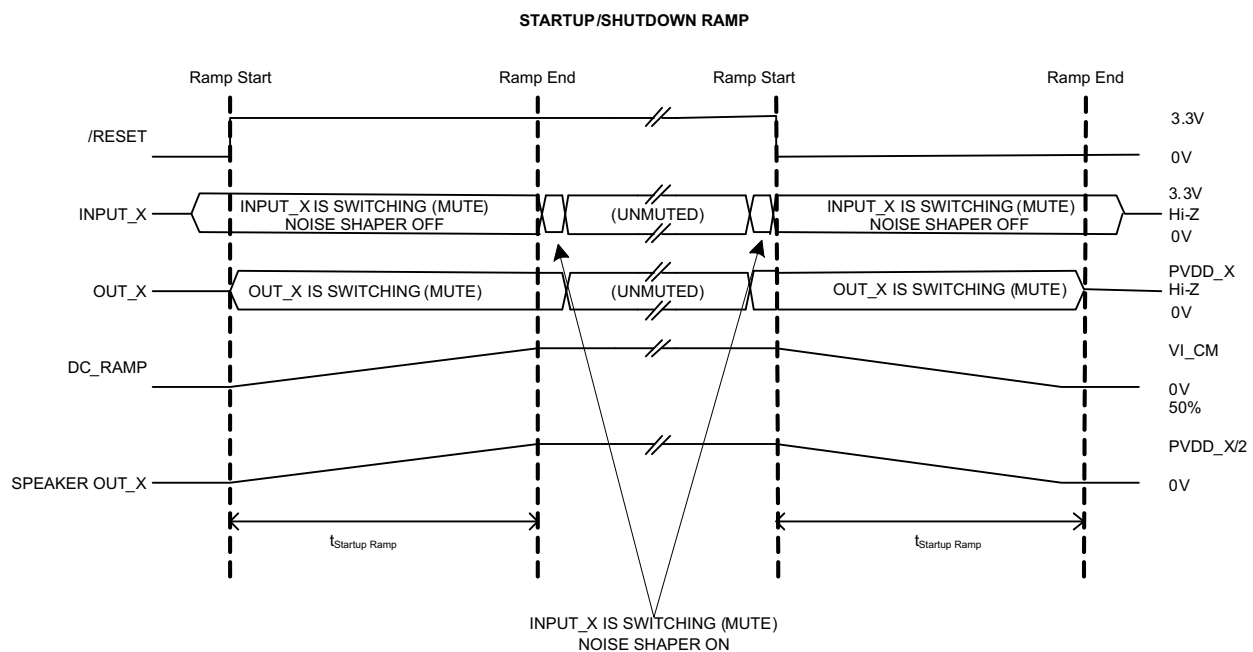 STARTUP/SHUTDOWN RAMP
Ramp Start
Ramp End
Ramp Start
Ramp End
/RESET
3.3V
0V
INPUT_X
INPUT_X IS SWITCHING (MUTE)
NOISE SHAPER OFF
(UNMUTED)
INPUT_X IS SWITCHING (MUTE)
NOISE SHAPER OFF
3.3V
Hi-Z
0V
OUT_X
OUT_X IS SWITCHING (MUTE)
(UNMUTED)
OUT_X IS SWITCHING (MUTE)
PVDD_X
Hi-Z
0V
DC_RAMP
VI_CM
0V
50%
SPEAKER OUT_X
PVDD_X/2
0V
tStartup Ramp
tStartup Ramp
INPUT_X IS SWITCHING (MUTE)
NOISE SHAPER ON